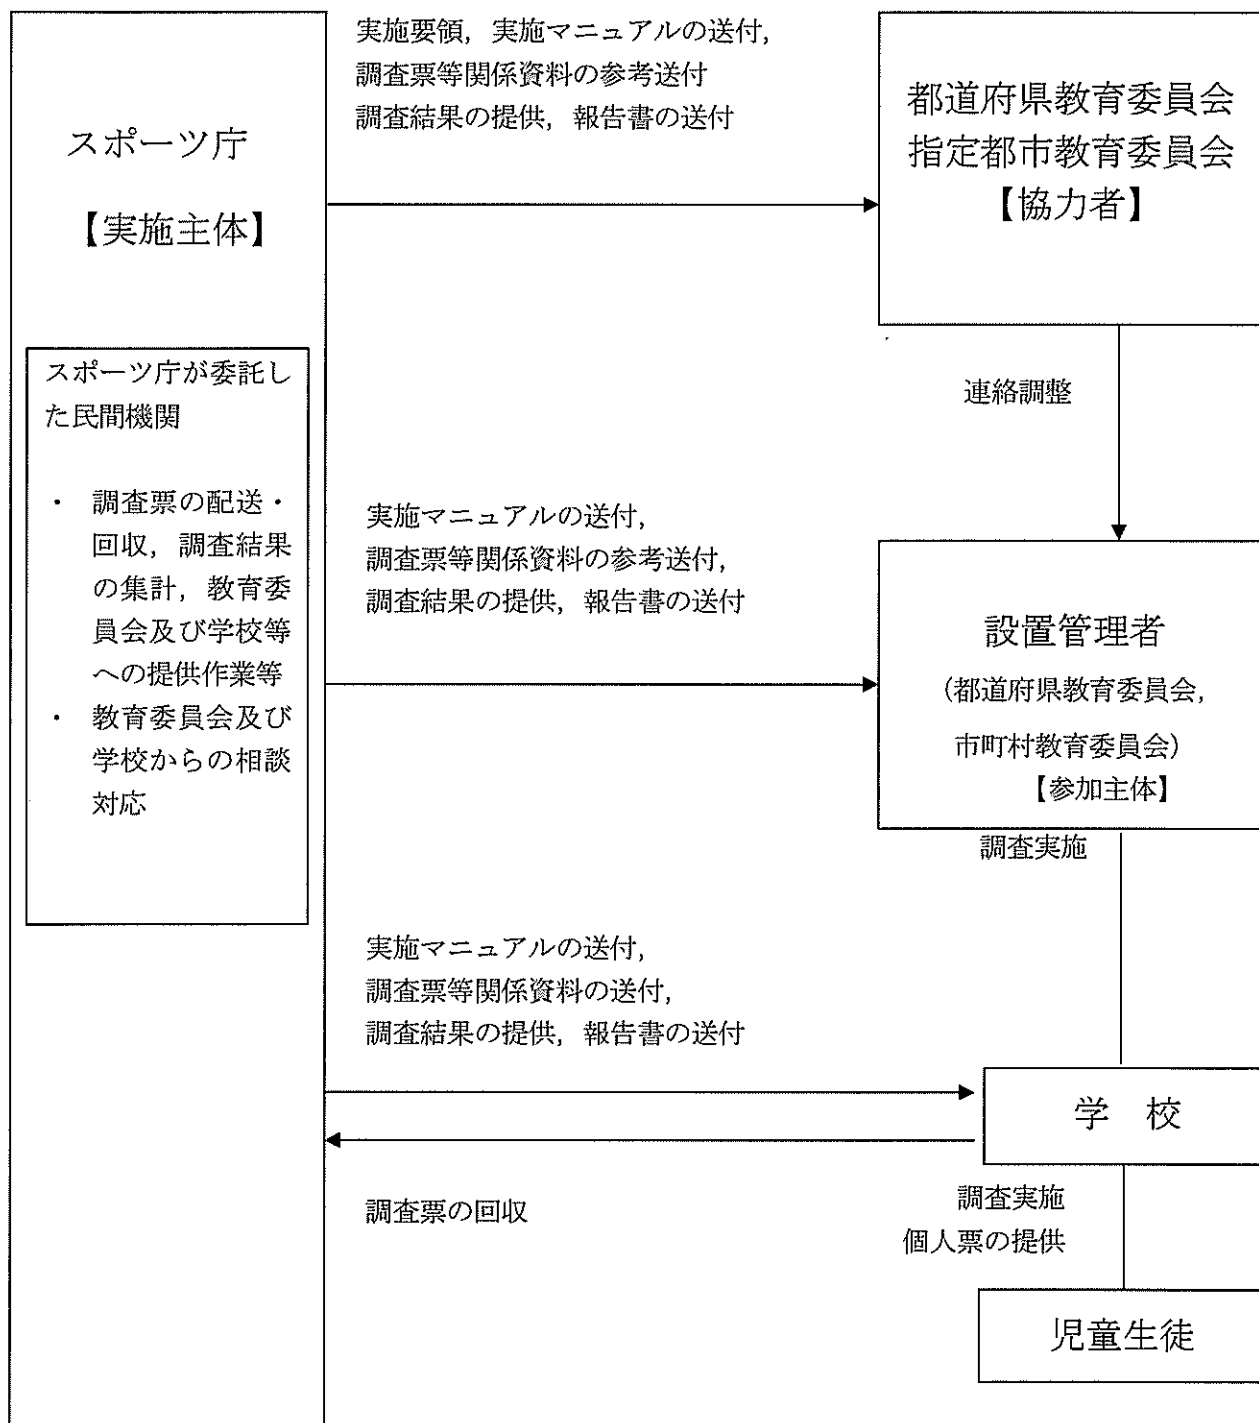 スポーツ庁
【実施主体】
スポーツ庁が委託し
た民間機関
・ 調査票の配送・
回収，調査結果
の集計，教育委
員会及び学校等
への提供作業等
・ 教育委員会及び
学校からの相談
対応
実施要領，実施マニュアルの送付，
調査票等関係資料の参考送付
調査結果の提供，報告書の送付
都道府県教育委員会
指定都市教育委員会
【協力者】
連絡調整
実施マニュアルの送付，
調査票等関係資料の参考送付，
調査結果の提供，報告書の送付
設置管理者
（都道府県教育委員会，
市町村教育委員会）
【参加主体】
調査実施
実施マニュアルの送付，
調査票等関係資料の送付，
調査結果の提供，報告書の送付
学 校
調査票の回収
調査実施
個人票の提供
児童生徒